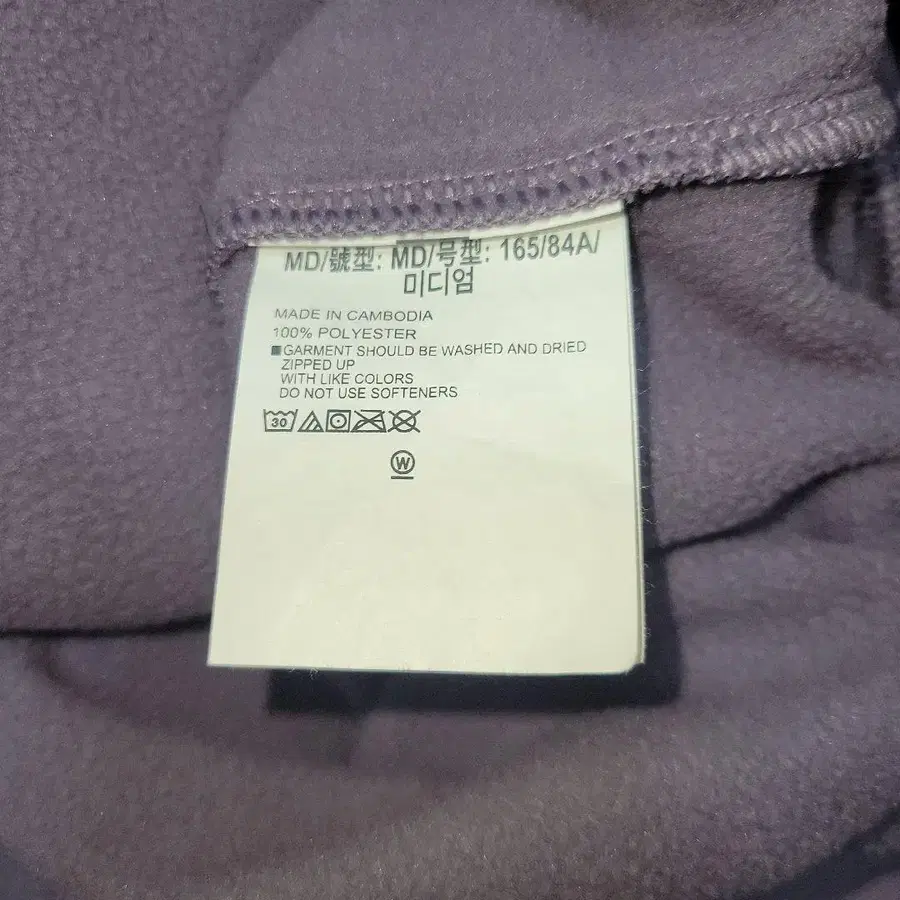 MD/號型: MD/号型: 165/84A/
미디엄
MADE IN CAMBODIA
100% POLYESTER
GARMENT SHOULD BE WASHED AND DRIED
ZIPPED UP
WITH LIKE COLORS
DO NOT USE SOFTENERS
30
W